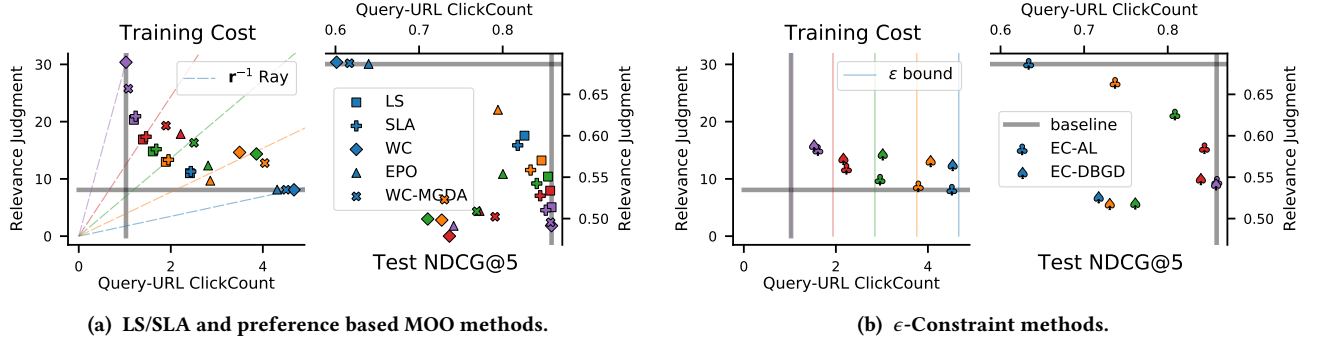 Training Cost
30
20
10
0
Relevance Judgment
r⁻¹ Ray
0
2
4
Query-URL ClickCount
Query-URL ClickCount
0.6
0.7
0.8
LS
SLA
WC
EPO
WC-MGDA
0.65
0.60
0.55
0.50
Relevance Judgment
Test NDCG@5
(a) LS/SLA and preference based MOO methods.
Training Cost
30
20
10
0
Relevance Judgment
ε bound
0
2
4
Query-URL ClickCount
Query-URL ClickCount
0.6
0.7
0.8
baseline
EC-AL
EC-DBGD
0.65
0.60
0.55
0.50
Relevance Judgment
Test NDCG@5
(b) ϵ-Constraint methods.